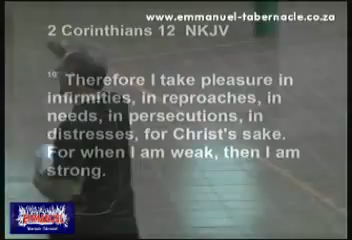 www.emmanuel-tabernacle.co.za
2 Corinthians 12 NKJV
10 Therefore I take pleasure in
infirmities, in reproaches, in
needs, in persecutions, in
distresses, for Christ's sake.
For when I am weak, then I am
strong.